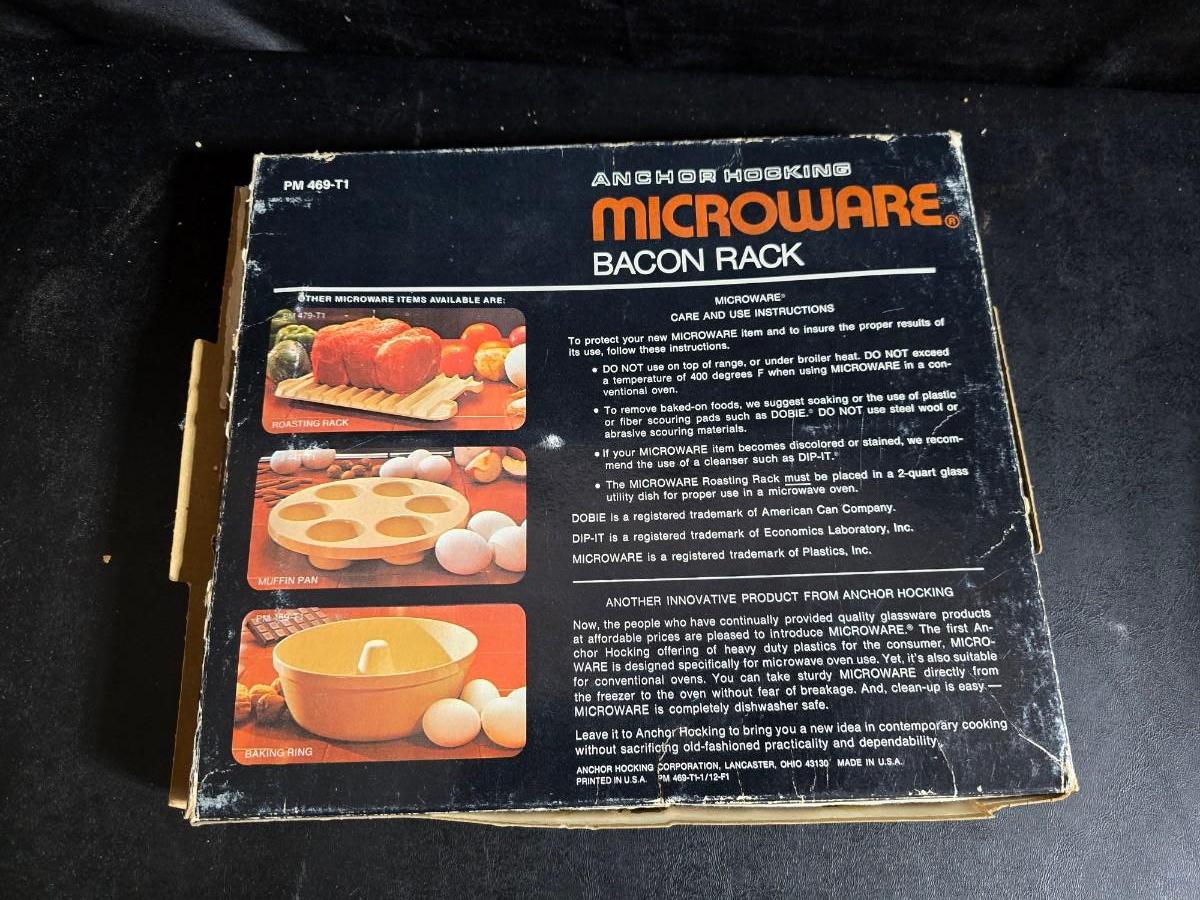 PM 469-T1
ANCHOR HOCKING
MICROWARE®
BACON RACK
OTHER MICROWARE ITEMS AVAILABLE ARE:
PM 479-T1
ROASTING RACK
MUFFIN PAN
BAKING RING
MICROWARE®
CARE AND USE INSTRUCTIONS
To protect your new MICROWARE item and to insure the proper results of
its use, follow these instructions.
• DO NOT use on top of range, or under broiler heat. DO NOT exceed
a temperature of 400 degrees F when using MICROWARE in a con-
ventional oven.
• To remove baked-on foods, we suggest soaking or the use of plastic
or fiber scouring pads such as DOBIE.® DO NOT use steel wool or
abrasive scouring materials.
• If your MICROWARE item becomes discolored or stained, we recom-
mend the use of a cleanser such as DIP-IT.®
• The MICROWARE Roasting Rack must be placed in a 2-quart glass
utility dish for proper use in a microwave oven.
DOBIE is a registered trademark of American Can Company.
DIP-IT is a registered trademark of Economics Laboratory, Inc.
MICROWARE is a registered trademark of Plastics, Inc.
ANOTHER INNOVATIVE PRODUCT FROM ANCHOR HOCKING
Now, the people who have continually provided quality glassware products
at affordable prices are pleased to introduce MICROWARE.® The first An-
chor Hocking offering of heavy duty plastics for the consumer, MICRO-
WARE is designed specifically for microwave oven use. Yet, it's also suitable
for conventional ovens. You can take sturdy MICROWARE directly from
the freezer to the oven without fear of breakage. And, clean-up is easy —
MICROWARE is completely dishwasher safe.
Leave it to Anchor Hocking to bring you a new idea in contemporary cooking
without sacrificing old-fashioned practicality and dependability.
ANCHOR HOCKING CORPORATION, LANCASTER, OHIO 43130 MADE IN U.S.A.
PRINTED IN U.S.A. PM 469-T1-1/12-F1